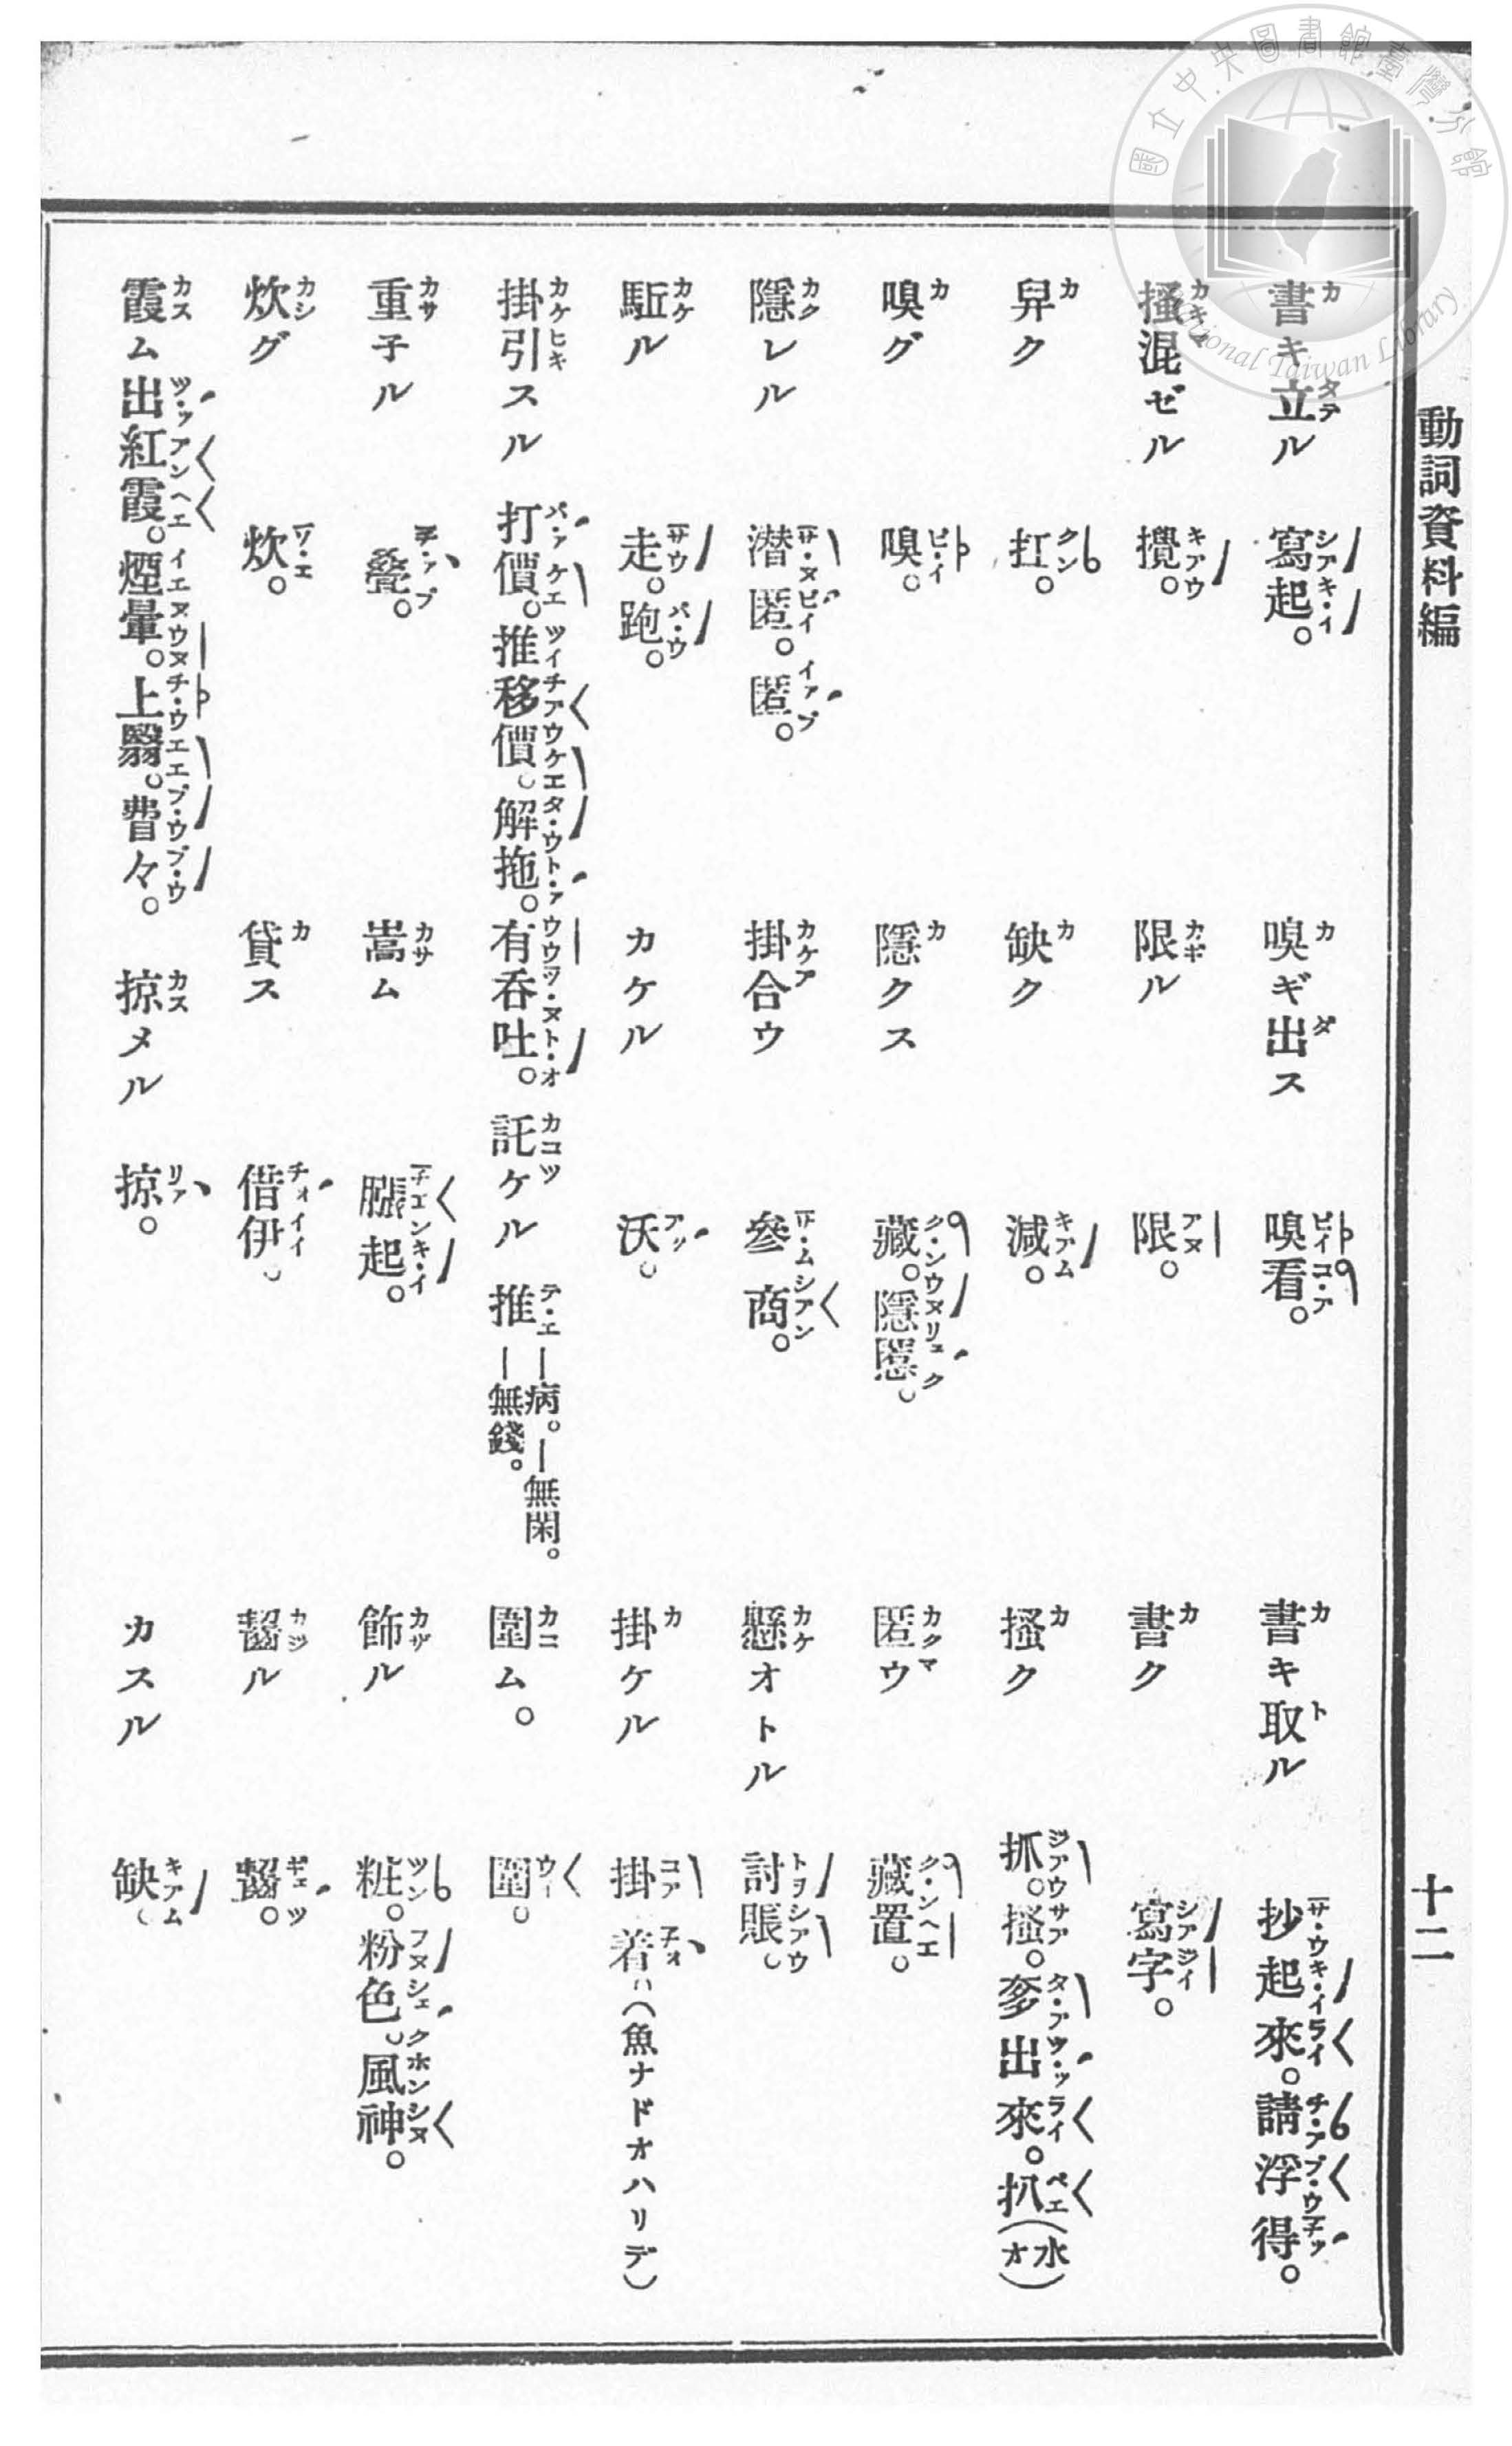 動詞資料編
十二
書キ立ル 寫起。 嗅ギ出ス 嗅看。 書キ取ル 抄起來。請浮得。
搔混ゼル 攪。 限ル 限。 書ク 寫字。
舁ク 扛。 缺ク 減。 搔ク 抓。搔。爹出來。扒(水オ)
嗅グ 嗅。 隱クス 藏。隱匿。 匿ウ 藏置。
隱レル 潜匿。匿。 掛合ウ 參商。 懸オトル 討賬。
駈ル 走。跑。 カケル 沃。 掛ケル 掛着。(魚ナドオハリデ)
掛引スル 打價。推移價。解拖。有呑吐。 託ケル 推 —病。—無閑。—無錢。 圍ム。 圍。
重子ル 疊。 嵩ム 脹起。 飾ル 粧。粉色。風神。
炊グ 炊。 貸ス 借伊。 齧ル 齧。
霞ム 出紅霞。煙暈。上翳。費々。 掠メル 掠。 カスル 缺。
國立中央圖書館臺灣分館
National Taiwan Library